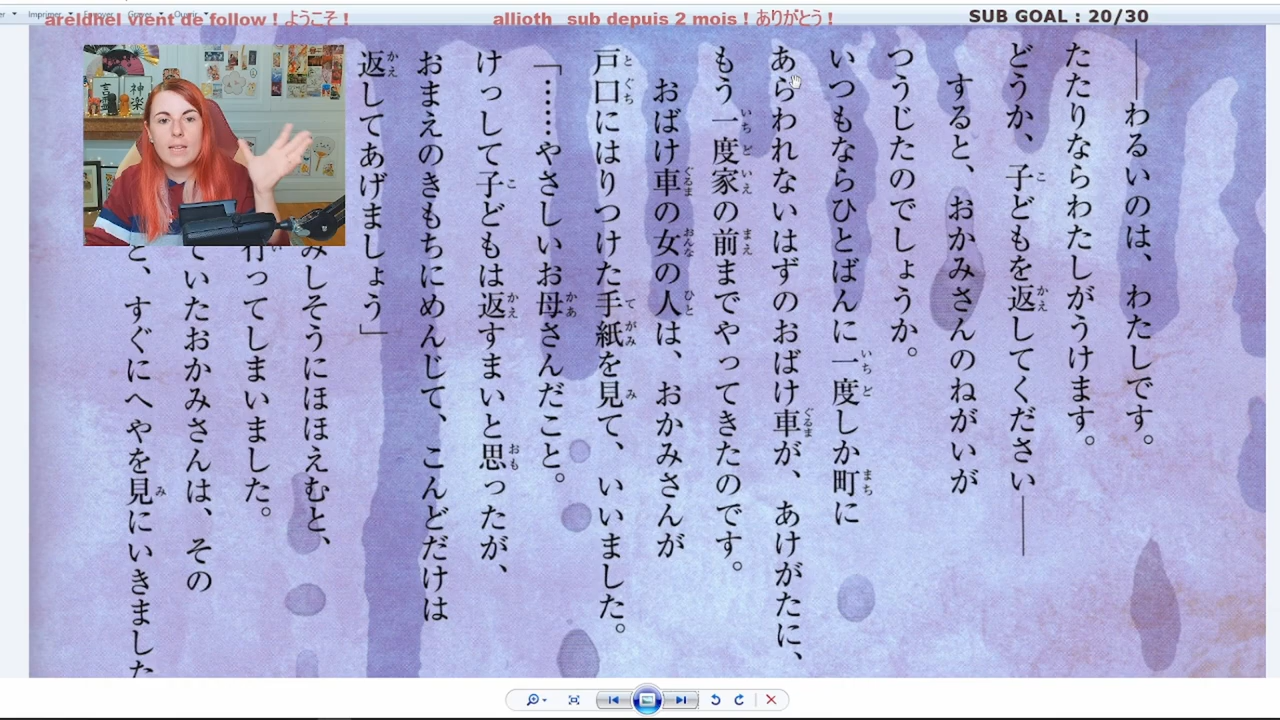 areldhel vient de follow ! ようこそ !
allioth sub depuis 2 mois ! ありがとう !
SUB GOAL : 20/30
――わるいのは、わたしです。
たたりならわたしがうけます。
どうか、子どもを返してください――
すると、おかみさんのねがいが
つうじたのでしょうか。
いつもならひとばんに一度しか町に
あらわれないはずのおばけ車が、あけがたに、
もう一度家の前までやってきたのです。
おばけ車の女の人は、おかみさんが
戸口にはりつけた手紙を見て、いいました。
「……やさしいお母さんだこと。
けっして子どもは返すまいと思ったが、
おまえのきもちにめんじて、こんどだけは
返してあげましょう」
みしそうにほほえむと、
行ってしまいました。
ていたおかみさんは、その
と、すぐにへやを見にいきました
言霊
神楽